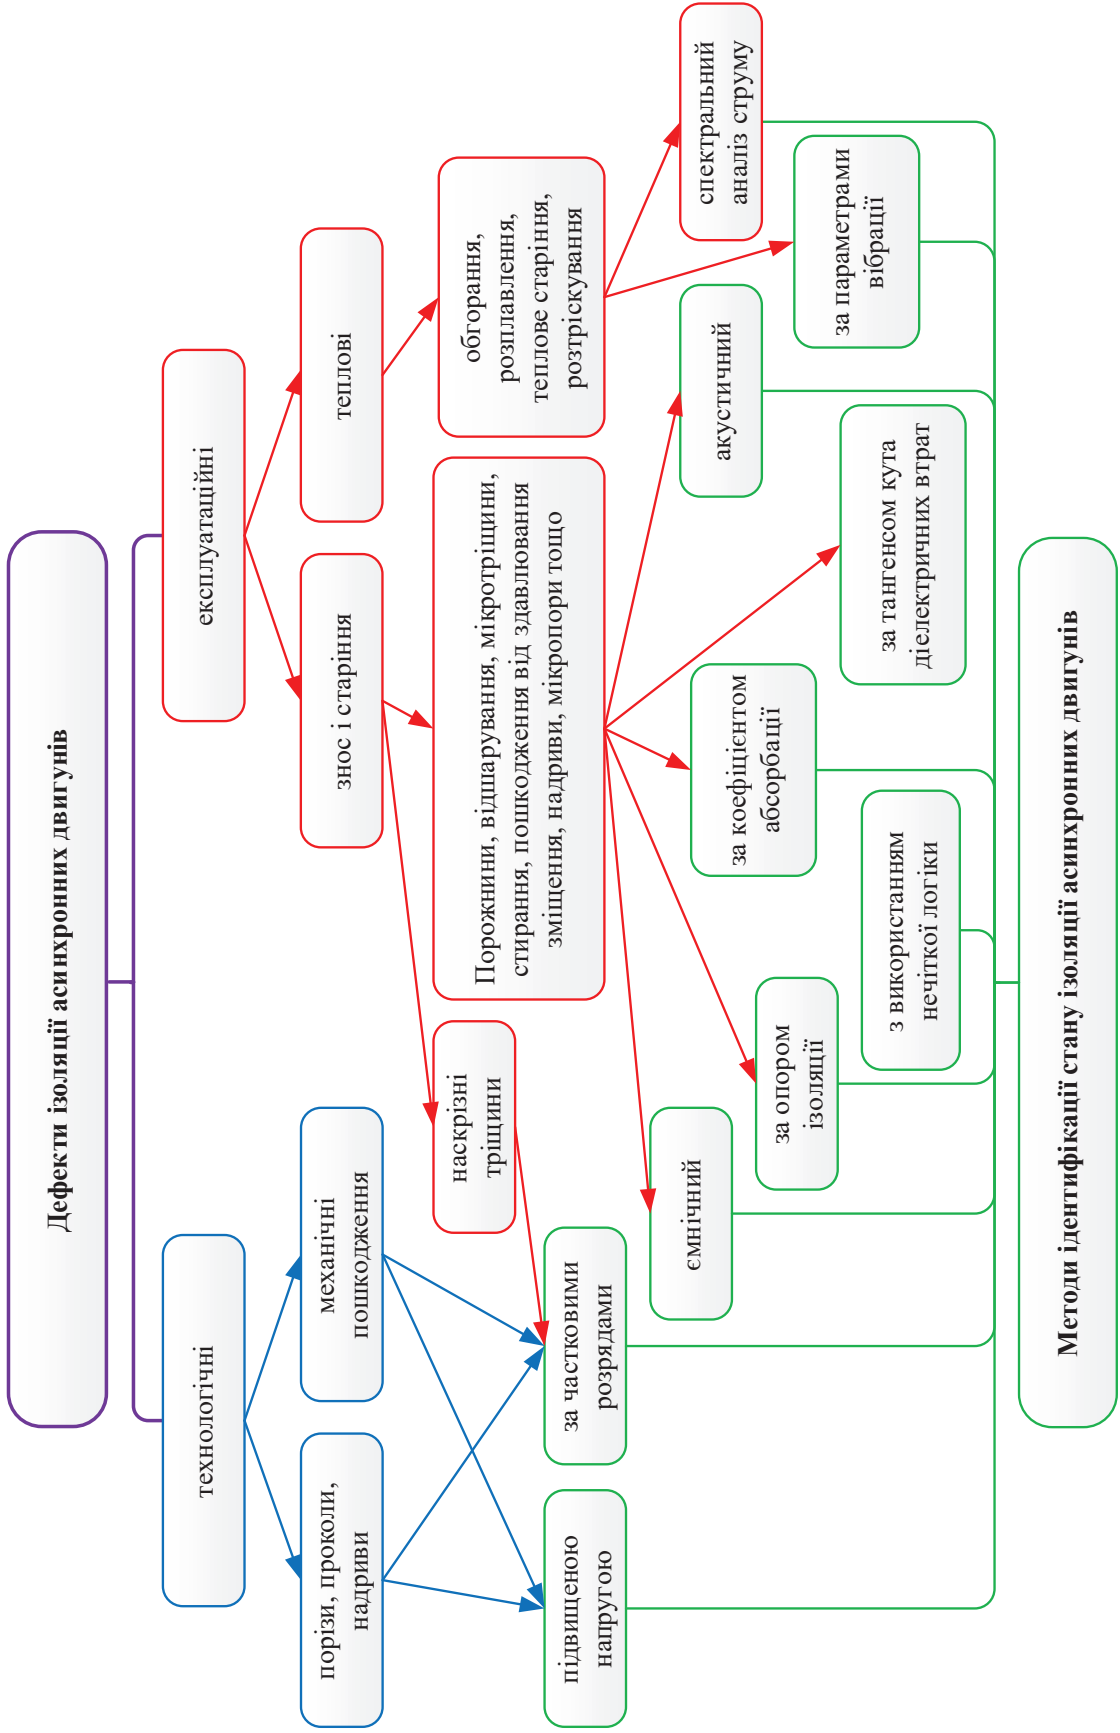 Дефекти ізоляції асинхронних двигунів
технологічні
експлуатаційні
порізи, проколи,
надриви
механічні
пошкодження
знос і старіння
теплові
наскрізні
тріщини
Порожнини, відшарування, мікротріщини,
стирання, пошкодження від здавлювання
зміщення, надриви, мікропори тощо
обгорання,
розплавлення,
теплове старіння,
розтріскування
підвищеною
напругою
за частковими
розрядами
ємнічний
за опором
ізоляції
з використанням
нечіткої логіки
за коефіцієнтом
абсорбації
за тангенсом кута
діелектричних втрат
акустичний
за параметрами
вібрації
спектральний
аналіз струму
Методи ідентифікації стану ізоляції асинхронних двигунів